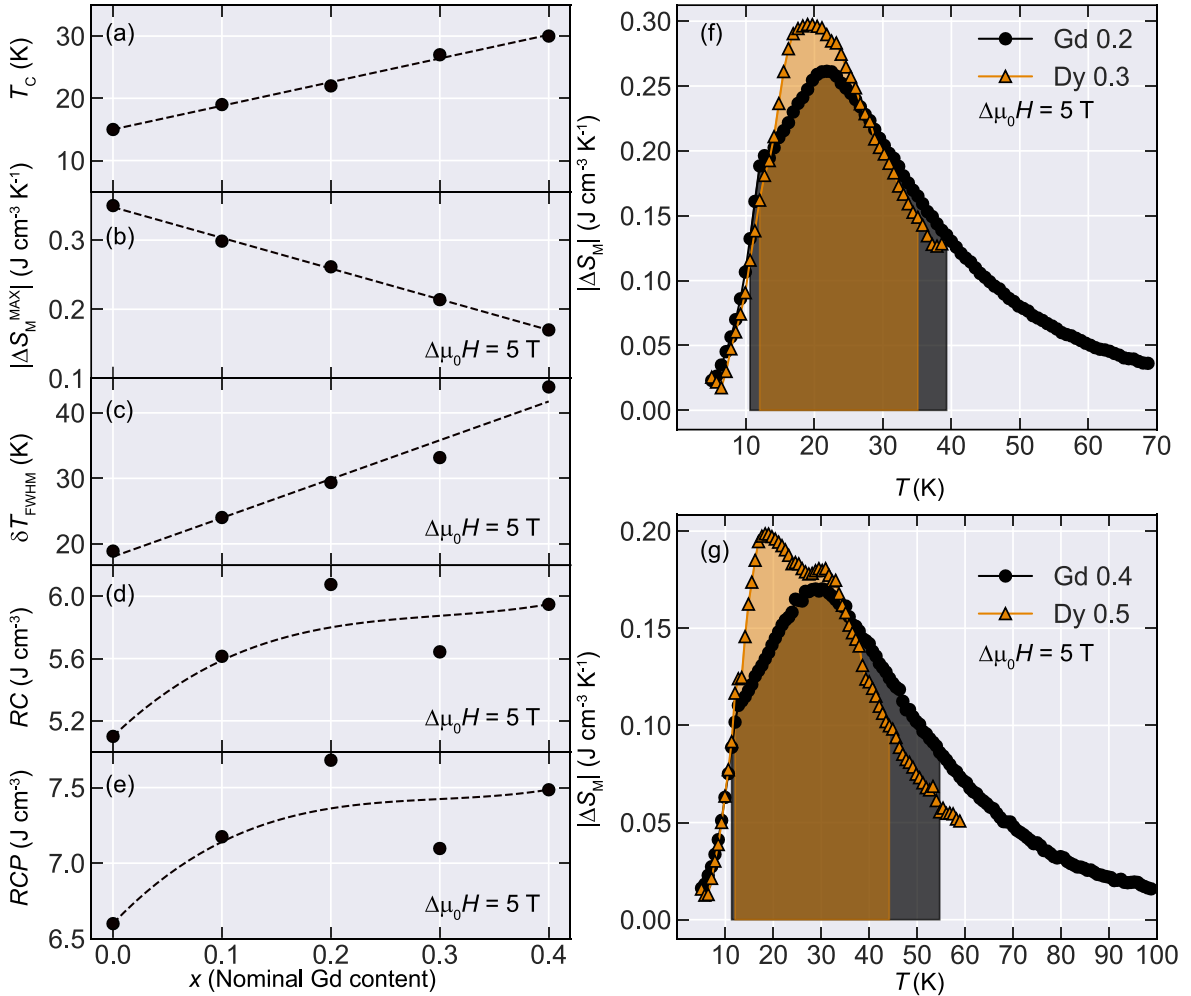 (a)
30
20
10
T_C (K)
(b)
0.3
0.2
0.1
|ΔS_M^MAX| (J cm⁻³ K⁻¹)
Δμ₀H = 5 T
(c)
40
30
20
δT_FWHM (K)
Δμ₀H = 5 T
(d)
6.0
5.6
5.2
RC (J cm⁻³)
Δμ₀H = 5 T
(e)
7.5
7.0
6.5
RCP (J cm⁻³)
Δμ₀H = 5 T
0.0 0.1 0.2 0.3 0.4
x (Nominal Gd content)
(f)
Gd 0.2
Dy 0.3
Δμ₀H = 5 T
0.30
0.25
0.20
0.15
0.10
0.05
0.00
|ΔS_M| (J cm⁻³ K⁻¹)
10 20 30 40 50 60 70
T (K)
(g)
Gd 0.4
Dy 0.5
Δμ₀H = 5 T
0.20
0.15
0.10
0.05
0.00
|ΔS_M| (J cm⁻³ K⁻¹)
10 20 30 40 50 60 70 80 90 100
T (K)